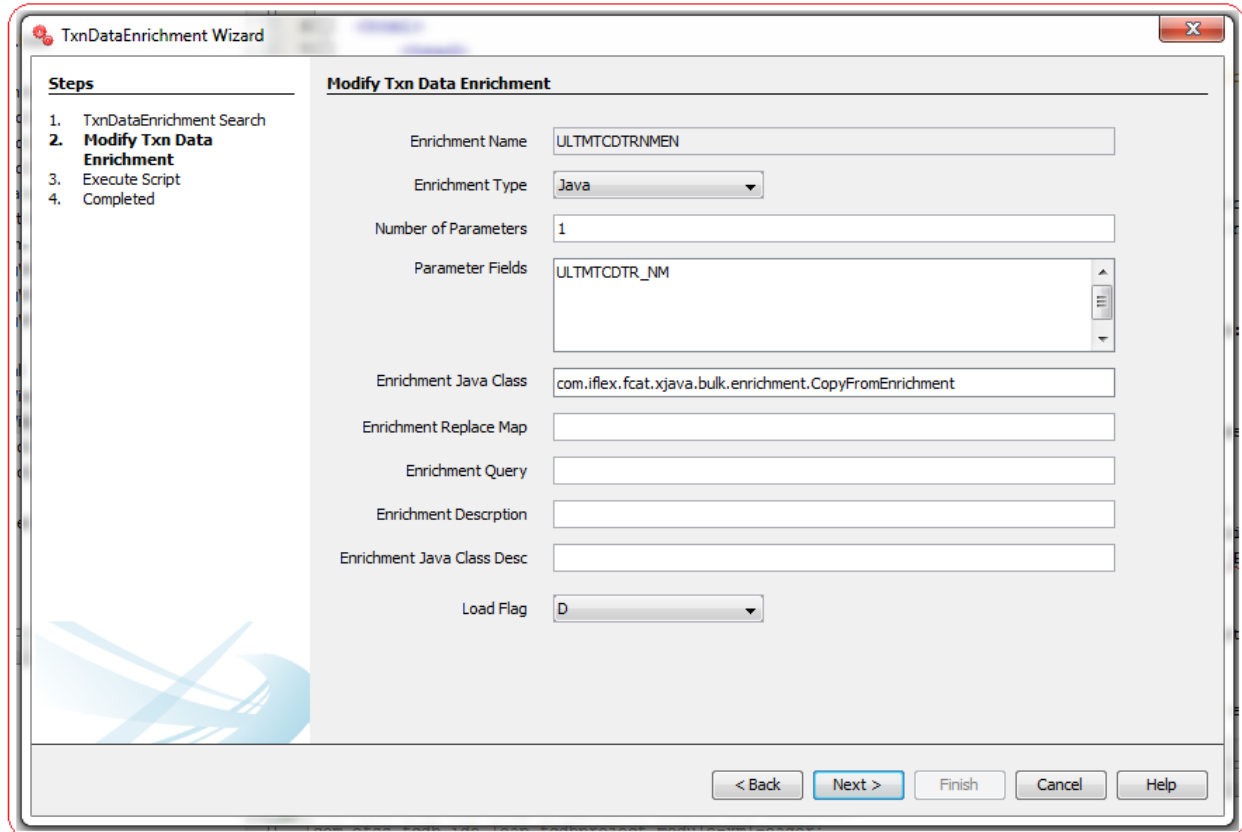 TxnDataEnrichment Wizard
Steps
1. TxnDataEnrichment Search
2. Modify Txn Data
Enrichment
3. Execute Script
4. Completed
Modify Txn Data Enrichment
Enrichment Name ULTMTCDTRNMEN
Enrichment Type Java
Number of Parameters 1
Parameter Fields ULTMTCDTR_NM
Enrichment Java Class com.iflex.fcat.xjava.bulk.enrichment.CopyFromEnrichment
Enrichment Replace Map
Enrichment Query
Enrichment Descrption
Enrichment Java Class Desc
Load Flag D
< Back Next > Finish Cancel Help